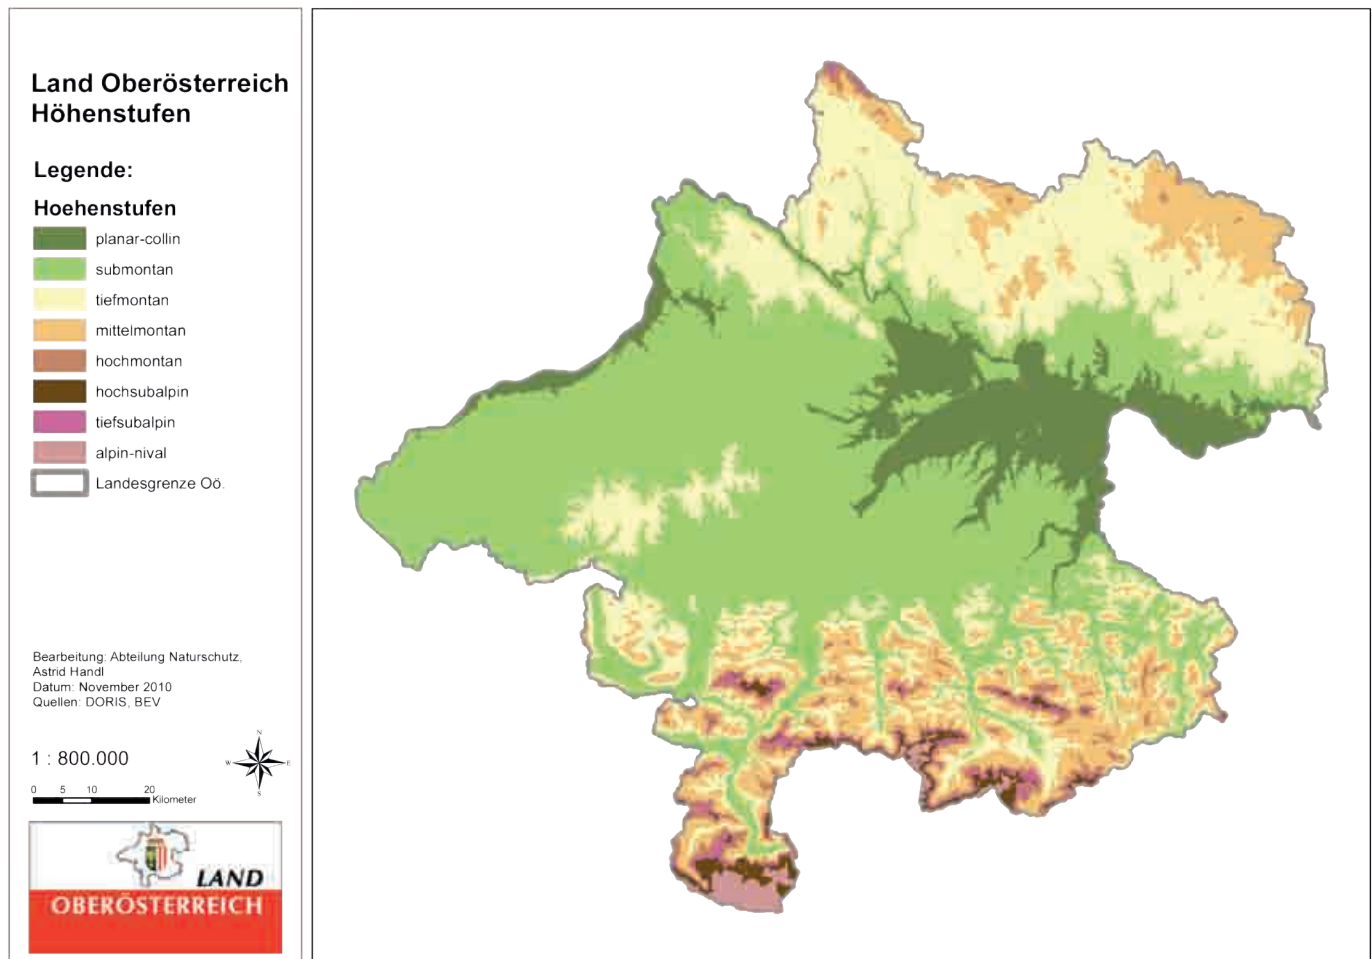 Land Oberösterreich
Höhenstufen
Legende:
Hoehenstufen
planar-collin
submontan
tiefmontan
mittelmontan
hochmontan
hochsubalpin
tiefsubalpin
alpin-nival
Landesgrenze Oö.
Bearbeitung: Abteilung Naturschutz,
Astrid Handl
Datum: November 2010
Quellen: DORIS, BEV
1 : 800.000
N
W E
S
0 5 10 20
Kilometer
LAND
OBERÖSTERREICH